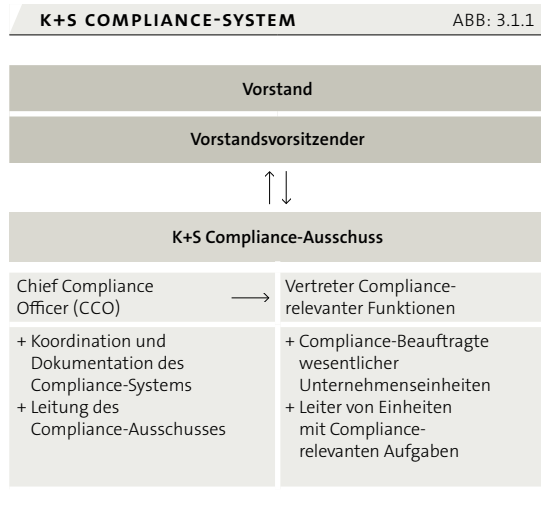 K+S COMPLIANCE-SYSTEM ABB: 3.1.1
Vorstand
Vorstandsvorsitzender
K+S Compliance-Ausschuss
Chief Compliance
Officer (CCO)
Vertreter Compliance-
relevanter Funktionen
+ Koordination und
Dokumentation des
Compliance-Systems
+ Leitung des
Compliance-Ausschusses
+ Compliance-Beauftragte
wesentlicher
Unternehmenseinheiten
+ Leiter von Einheiten
mit Compliance-
relevanten Aufgaben